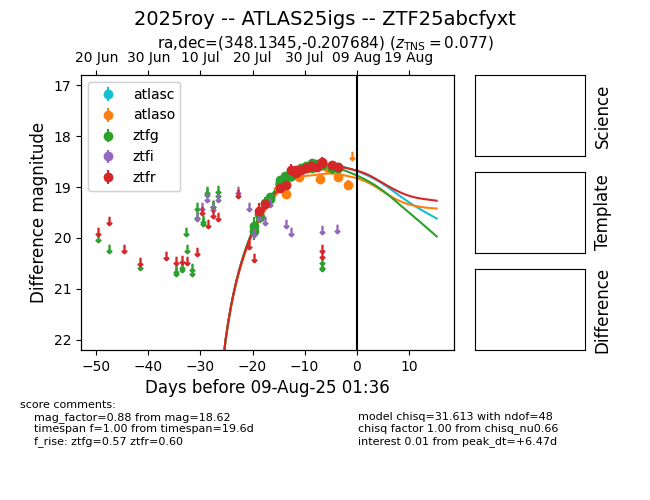 2025roy -- ATLAS25igs -- ZTF25abcfyxt
ra,dec=(348.1345,-0.207684) (zTNS = 0.077)
20 Jun 30 Jun 10 Jul 20 Jul 30 Jul 09 Aug 19 Aug
17
18
19
20
21
22
Difference magnitude
atlasc
atlaso
ztfg
ztfi
ztfr
−50 −40 −30 −20 −10 0 10
Days before 09-Aug-25 01:36
Science
Template
Difference
score comments:
mag_factor=0.88 from mag=18.62
timespan f=1.00 from timespan=19.6d
f_rise: ztfg=0.57 ztfr=0.60
model chisq=31.613 with ndof=48
chisq factor 1.00 from chisq_nu0.66
interest 0.01 from peak_dt=+6.47d